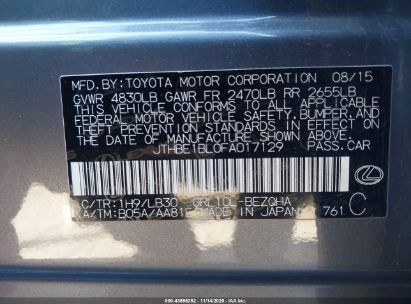 MFD.BY:TOYOTA MOTOR CORPORATION 08/15
GVWR 4830LB GAWR FR 2470LB RR 2655LB
THIS VEHICLE CONFORMS TO ALL APPLICABLE
FEDERAL MOTOR VEHICLE SAFETY, BUMPER, AND
THEFT PREVENTION STANDARDS IN EFFECT ON
THE DATE OF MANUFACTURE SHOWN ABOVE.
JTHBE1BL0FA017129 PASS.CAR
C/TR:1H9/LB30 GRL10L-BEZQHA
A/TM:B05A/AA81E MADE IN JAPAN 761 C